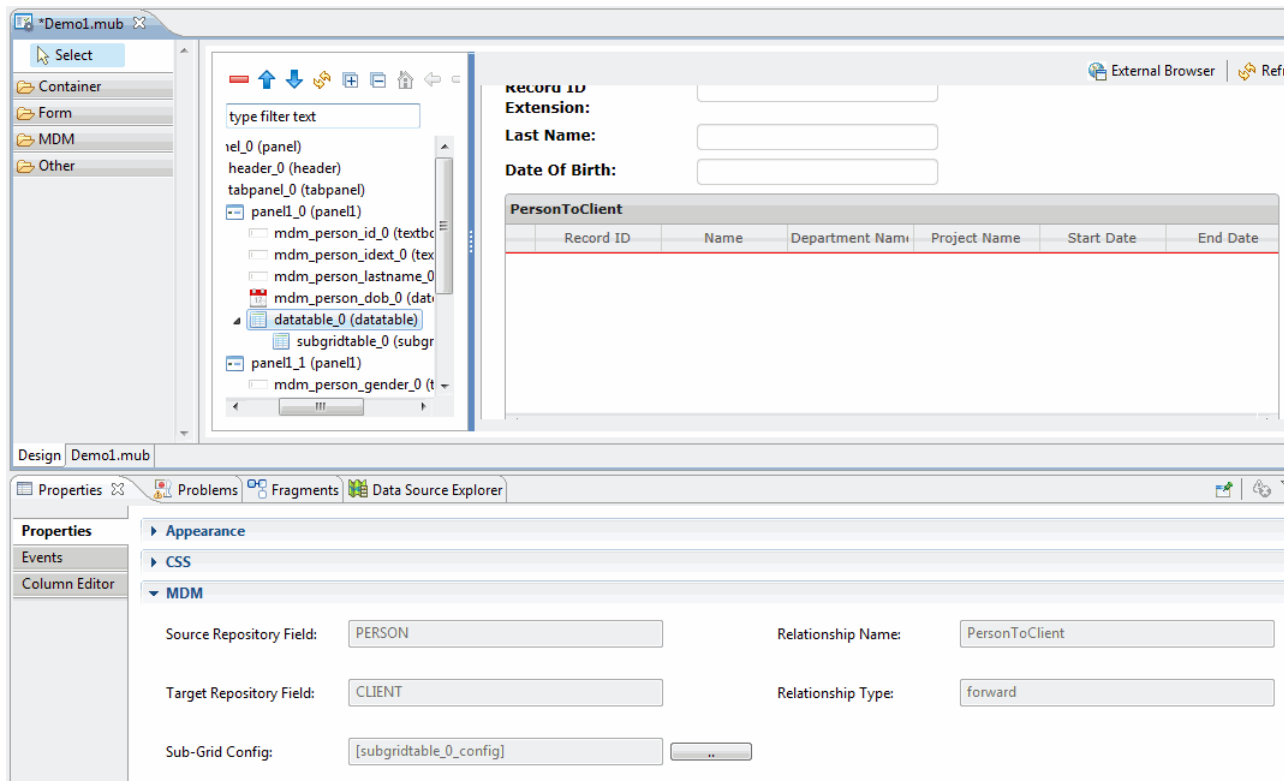 *Demo1.mub
Select
Container
Form
MDM
Other
type filter text
nel_0 (panel)
header_0 (header)
tabpanel_0 (tabpanel)
panel1_0 (panel1)
mdm_person_id_0 (textbo
mdm_person_idext_0 (tex
mdm_person_lastname_0
mdm_person_dob_0 (date
datatable_0 (datatable)
subgridtable_0 (subgr
panel1_1 (panel1)
mdm_person_gender_0 (t
External Browser Refr
Record ID
Extension:
Last Name:
Date Of Birth:
PersonToClient
Record ID Name Department Name Project Name Start Date End Date
Design Demo1.mub
Properties Problems Fragments Data Source Explorer
Properties
Events
Column Editor
Appearance
CSS
MDM
Source Repository Field: PERSON Relationship Name: PersonToClient
Target Repository Field: CLIENT Relationship Type: forward
Sub-Grid Config: [subgridtable_0_config] ..